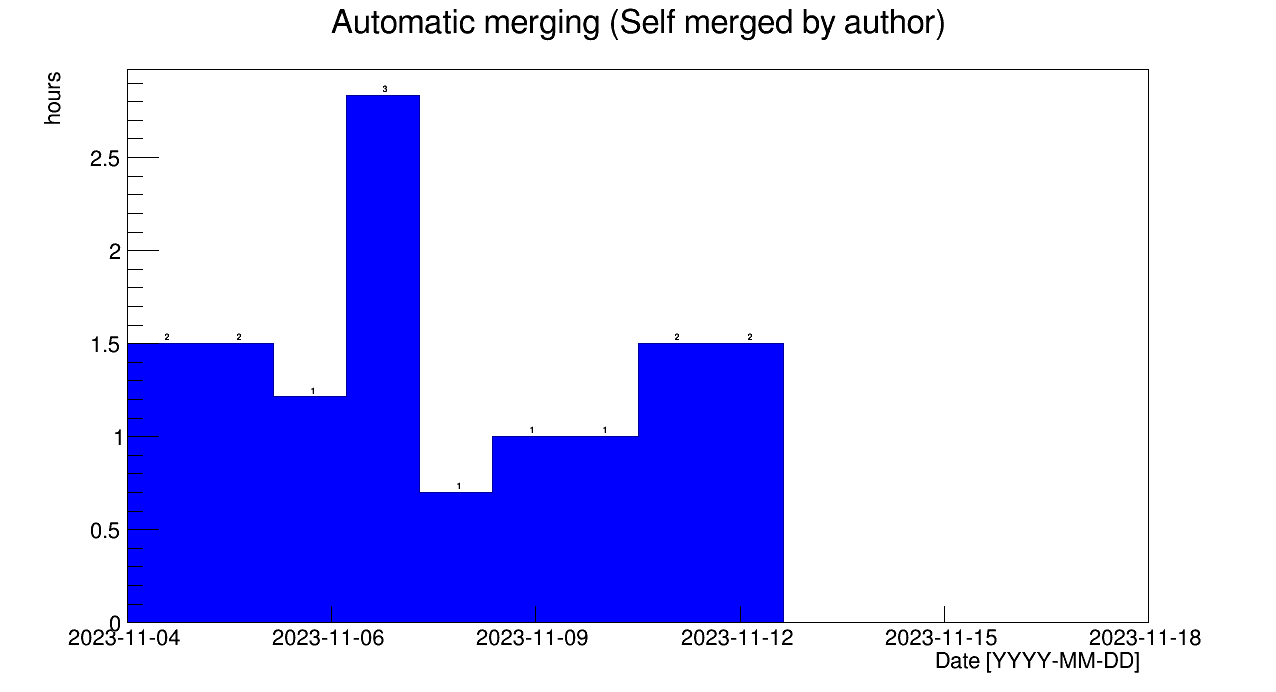 Automatic merging (Self merged by author)
hours
3
2.5
2
2 2 2 2
1.5
1
1 1
1
1
0.5
0
2023-11-04 2023-11-06 2023-11-09 2023-11-12 2023-11-15 2023-11-18
Date [YYYY-MM-DD]